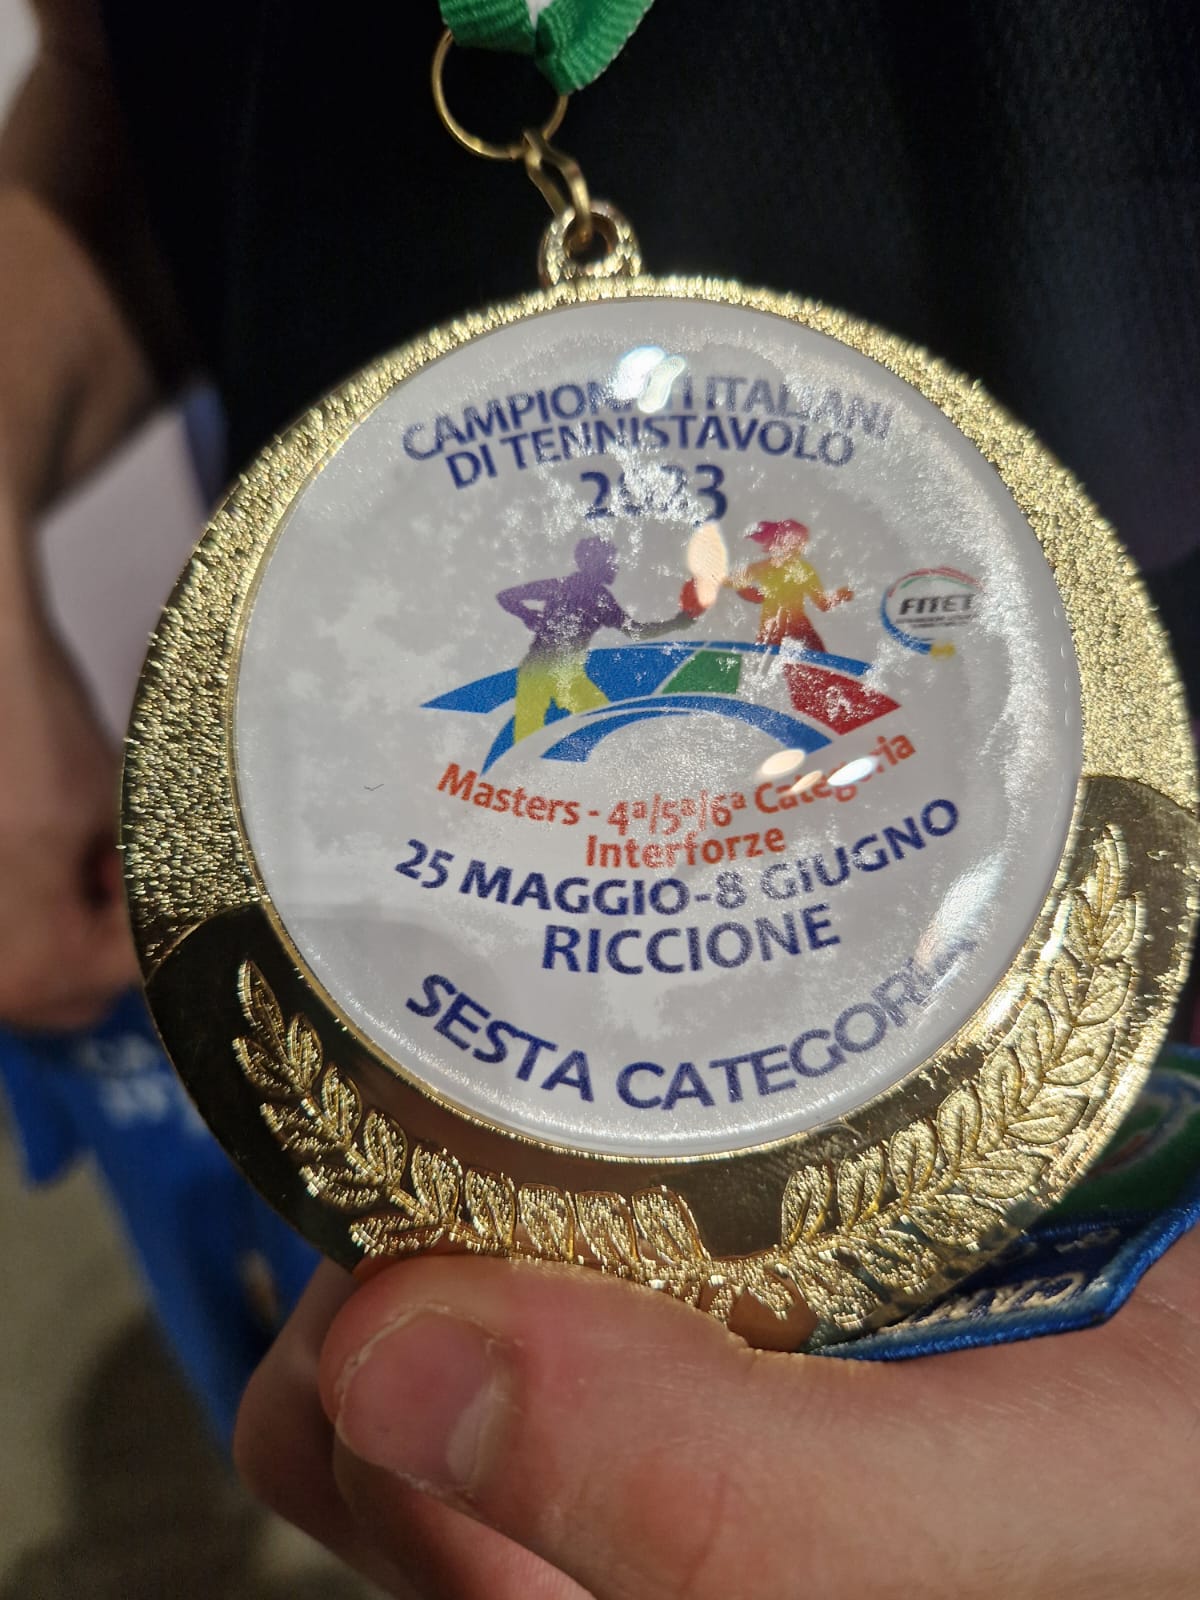 CAMPIONATI ITALIANI
DI TENNISTAVOLO
2023
FITET
Masters - 4ª/5ª/6ª Categoria
Interforze
25 MAGGIO-8 GIUGNO
RICCIONE
SESTA CATEGORIA